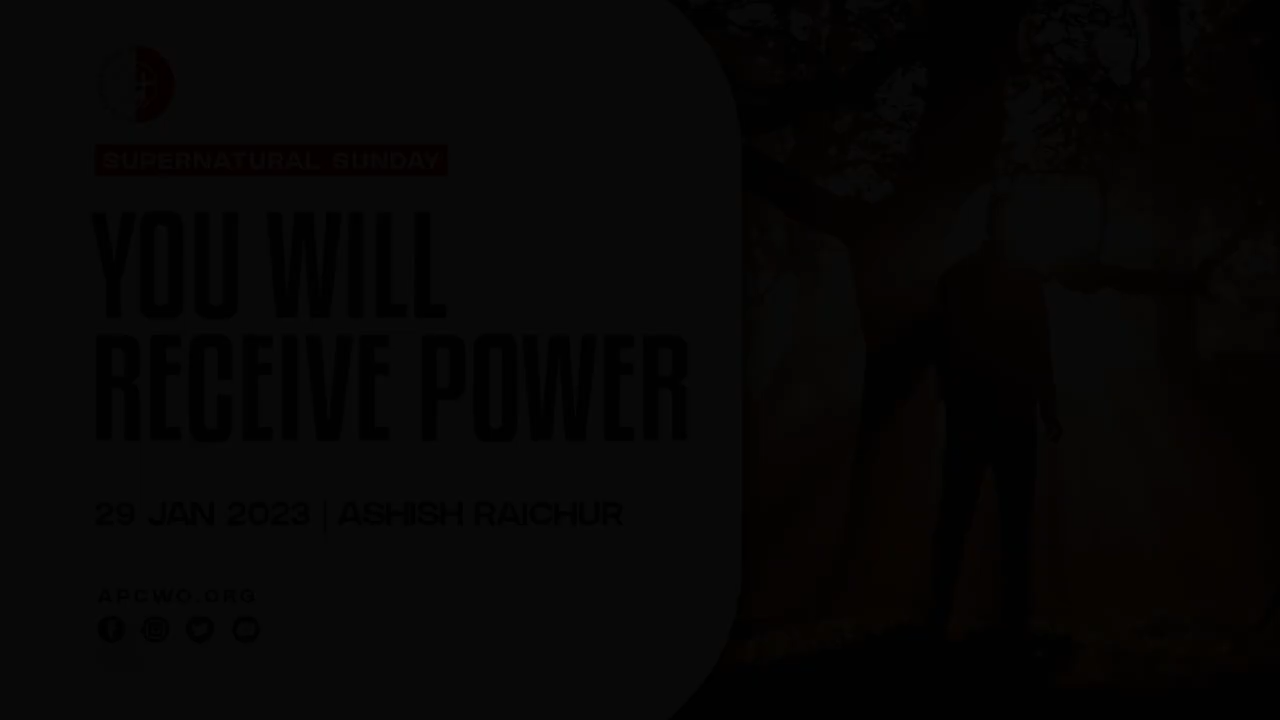 SUPERNATURAL SUNDAY
YOU WILL
RECEIVE POWER
29 JAN 2023 | ASHISH RAICHUR
APCWO.ORG